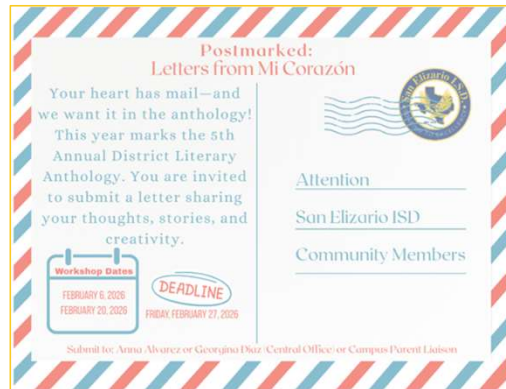 Postmarked:
Letters from Mi Corazón
Your heart has mail—and
we want it in the anthology!
This year marks the 5th
Annual District Literary
Anthology. You are invited
to submit a letter sharing
your thoughts, stories, and
creativity.
San Elizario I.S.D.
Attention
San Elizario ISD
Community Members
Workshop Dates
FEBRUARY 6, 2026
FEBRUARY 20, 2026
DEADLINE
FRIDAY, FEBRUARY 27, 2026
Submit to: Anna Alvarez or Georgina Diaz (Central Office) or Campus Parent Liaison